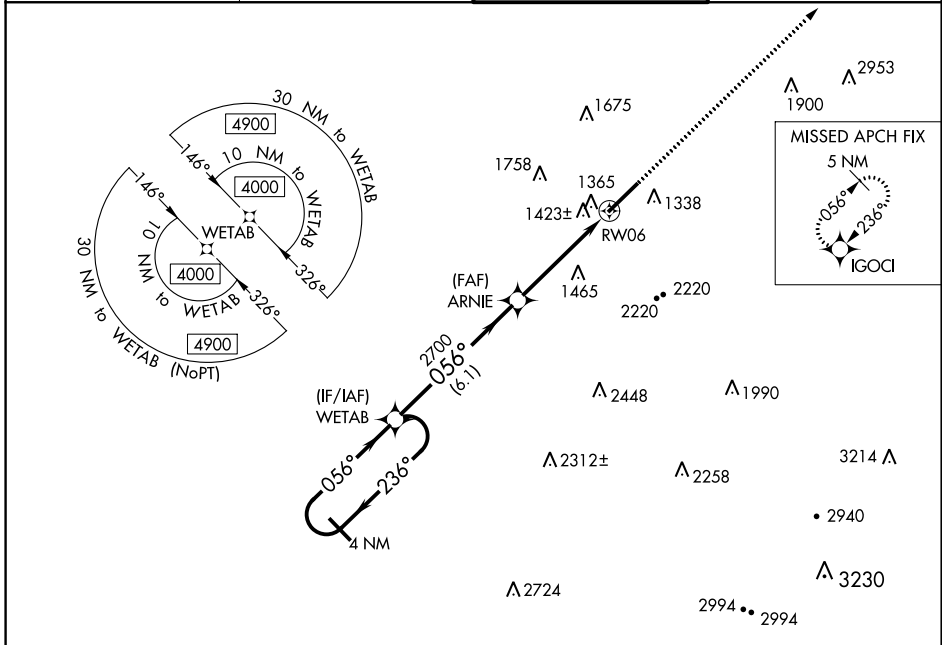 30 NM to WETAB
4900
146°
10 NM to WETAB
4000
WETAB
326°
146°
10 NM to WETAB
4000
326°
4900
30 NM to WETAB (NoPT)
1675
1758
1365
1423±
1338
RW06
1465
2220
2220
1900
2953
MISSED APCH FIX
5 NM
056°
236°
IGOCI
(FAF)
ARNIE
2700
056°
(6.1)
(IF/IAF)
WETAB
056°
236°
4 NM
2448
1990
2312±
2258
3214
2940
3230
2724
2994
2994